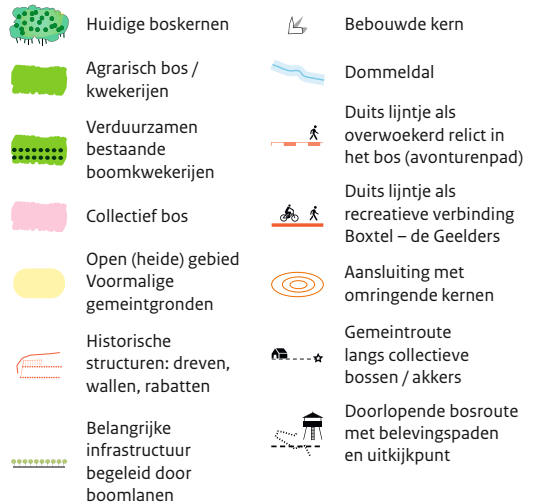 Huidige boskernen
Agrarisch bos /
kwekerijen
Verduurzamen
bestaande
boomkwekerijen
Collectief bos
Open (heide) gebied
Voormalige
gemeintgronden
Historische
structuren: dreven,
wallen, rabatten
Belangrijke
infrastructuur
begeleid door
boomlanen
Bebouwde kern
Dommeldal
Duits lijntje als
overwoekerd relict in
het bos (avonturenpad)
Duits lijntje als
recreatieve verbinding
Boxtel – de Geelders
Aansluiting met
omringende kernen
Gemeintroute
langs collectieve
bossen / akkers
Doorlopende bosroute
met belevingspaden
en uitkijkpunt